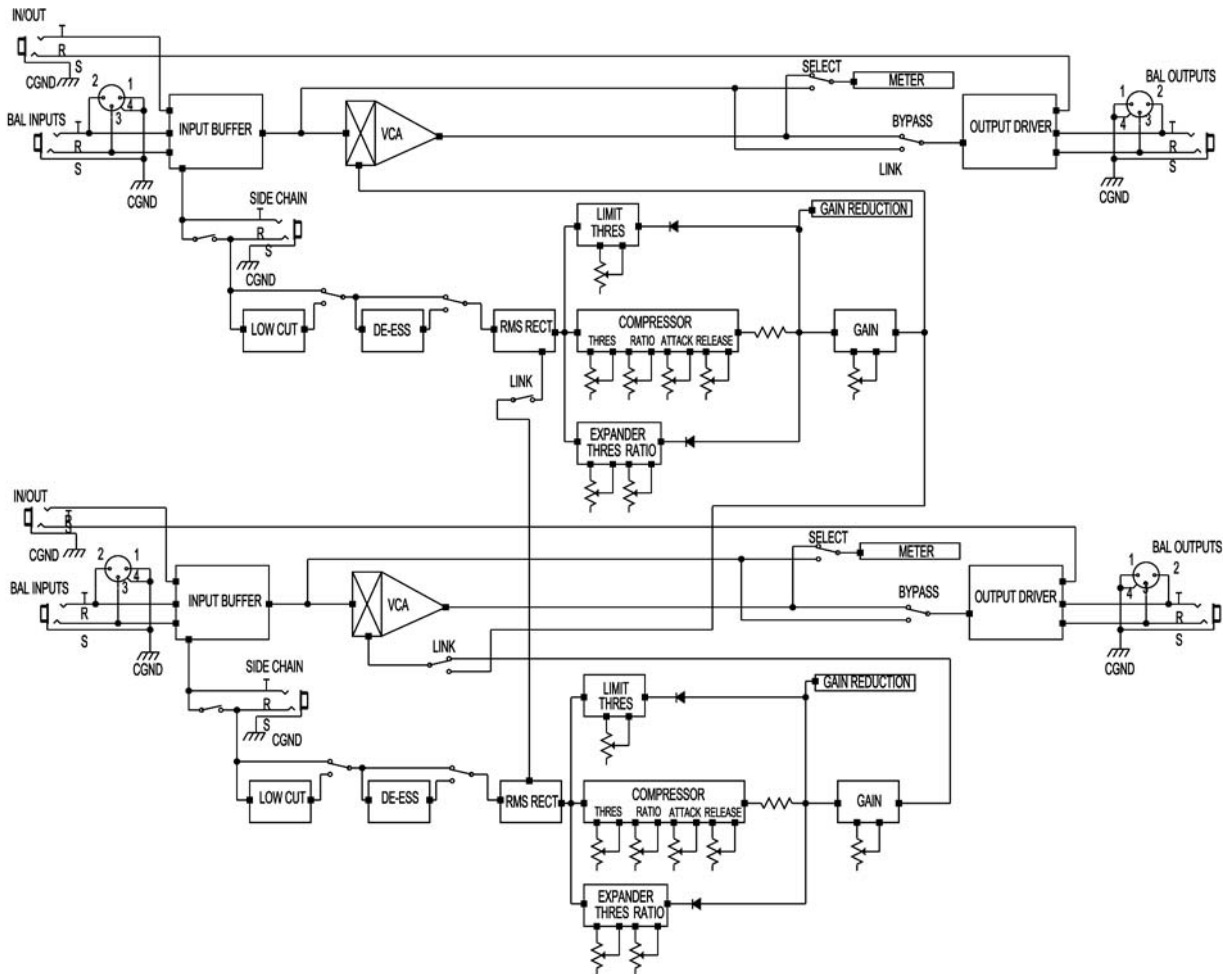 IN/OUT
T
R
S
CGND
2
1
4
3
BAL INPUTS
T
R
S
CGND
INPUT BUFFER
VCA
SELECT
METER
BYPASS
LINK
OUTPUT DRIVER
BAL OUTPUTS
1
2
4
3
T
R
S
CGND
SIDE CHAIN
T
R
S
CGND
LOW CUT
DE-ESS
RMS RECT
LINK
LIMIT
THRES
GAIN REDUCTION
COMPRESSOR
THRES RATIO ATTACK RELEASE
GAIN
EXPANDER
THRES RATIO
IN/OUT
T
R
S
CGND
2
1
4
3
BAL INPUTS
T
R
S
CGND
INPUT BUFFER
VCA
LINK
SELECT
METER
BYPASS
OUTPUT DRIVER
BAL OUTPUTS
1
2
4
3
T
R
S
CGND
SIDE CHAIN
T
R
S
CGND
LOW CUT
DE-ESS
RMS RECT
LIMIT
THRES
GAIN REDUCTION
COMPRESSOR
THRES RATIO ATTACK RELEASE
GAIN
EXPANDER
THRES RATIO